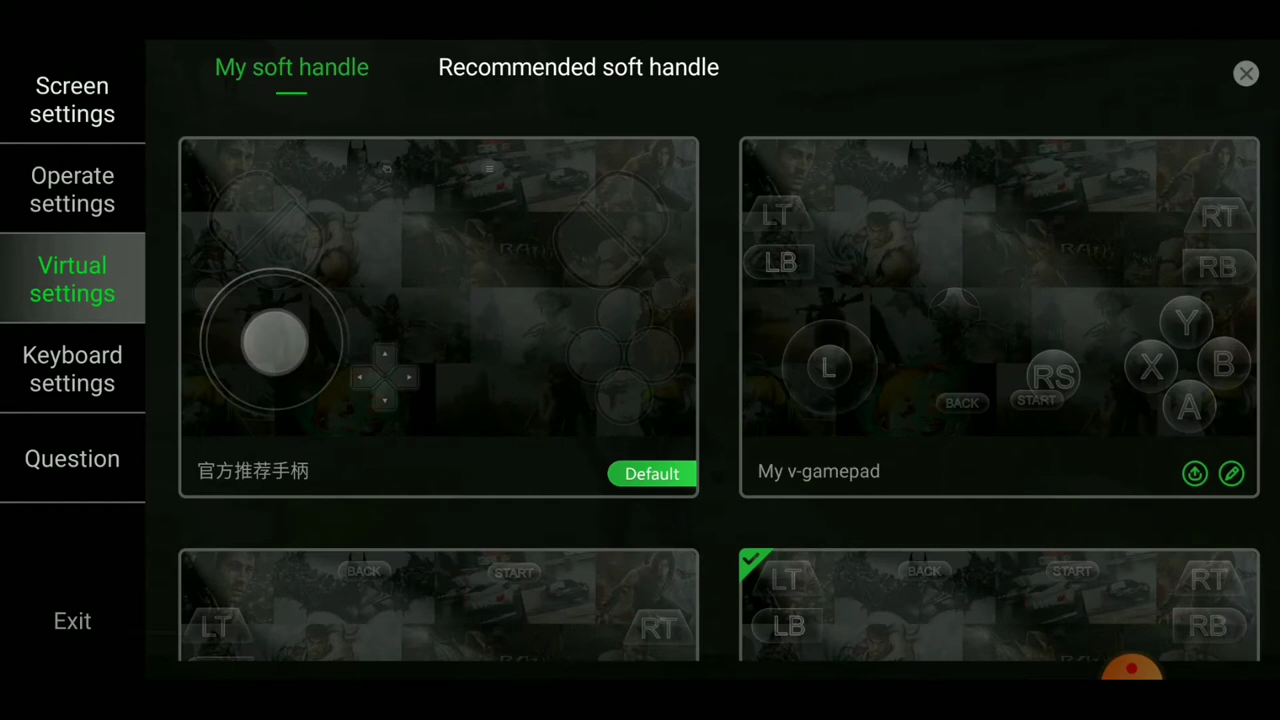 My soft handle
Recommended soft handle
Screen
settings
Operate
settings
Virtual
settings
Keyboard
settings
Question
Exit
官方推荐手柄
Default
LT
LB
RT
RB
L
RS
BACK
START
Y
X
B
A
My v-gamepad
BACK
START
LT
RT
LT
BACK
START
RT
LB
RB